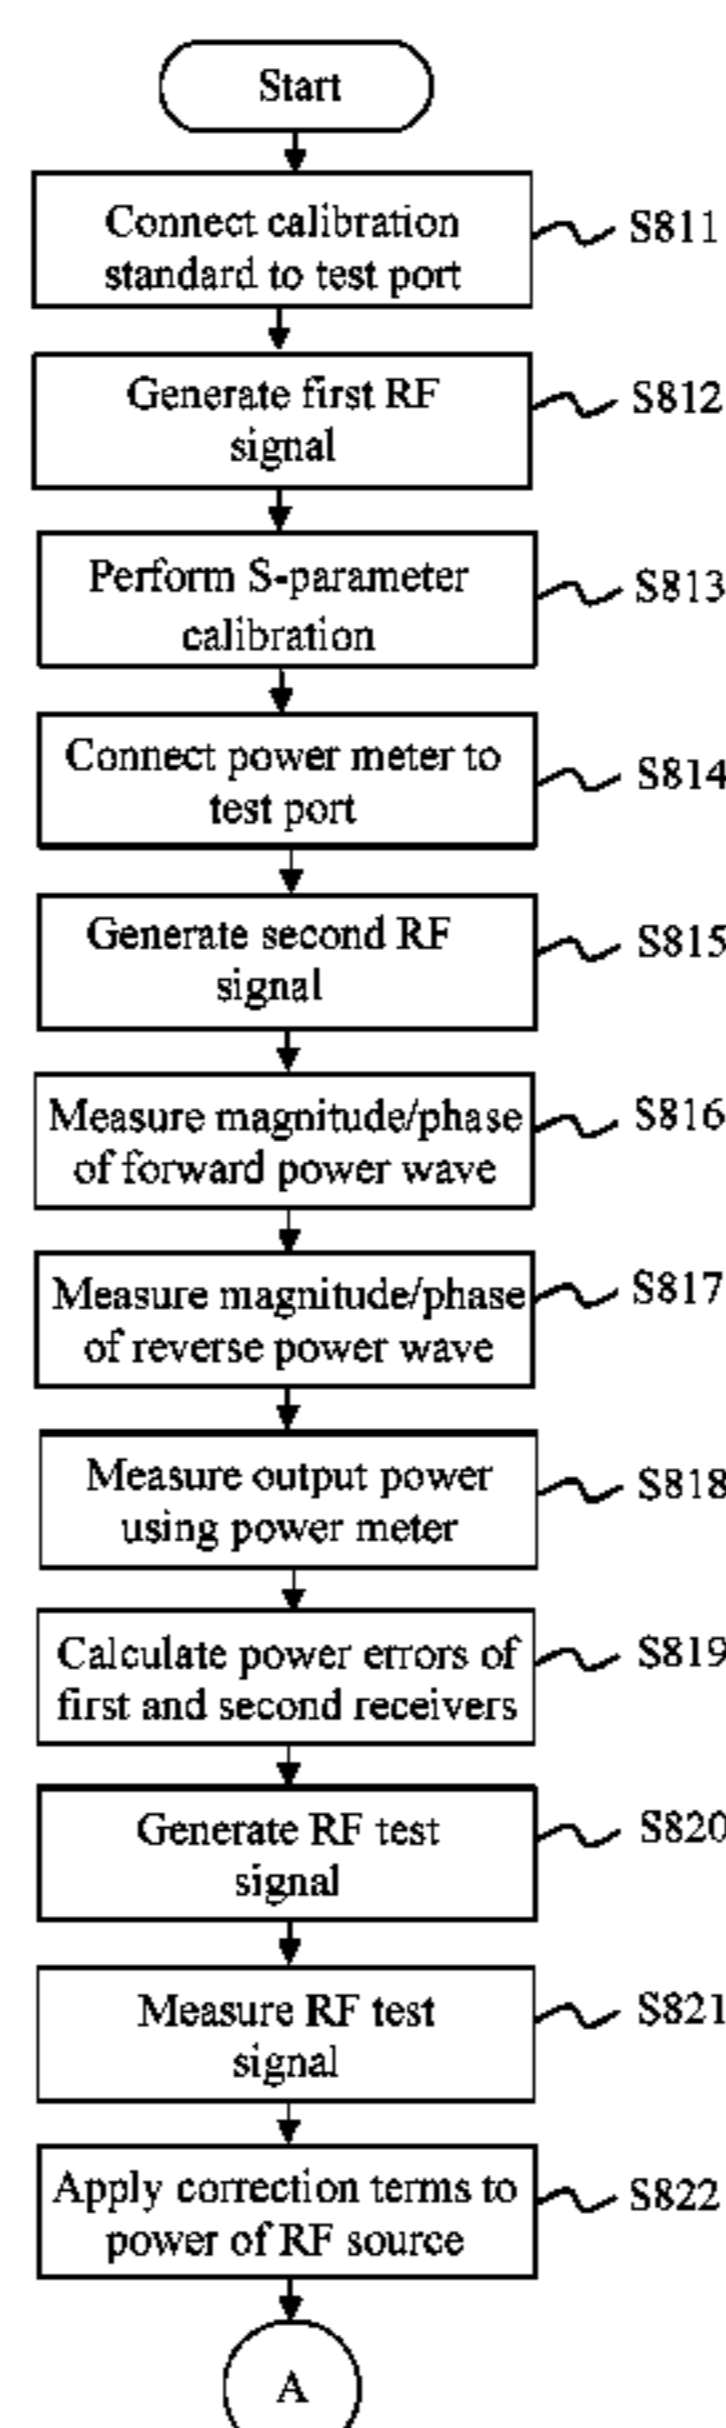 Start
Connect calibration
standard to test port
S811
Generate first RF
signal
S812
Perform S-parameter
calibration
S813
Connect power meter to
test port
S814
Generate second RF
signal
S815
Measure magnitude/phase
of forward power wave
S816
Measure magnitude/phase
of reverse power wave
S817
Measure output power
using power meter
S818
Calculate power errors of
first and second receivers
S819
Generate RF test
signal
S820
Measure RF test
signal
S821
Apply correction terms to
power of RF source
S822
A